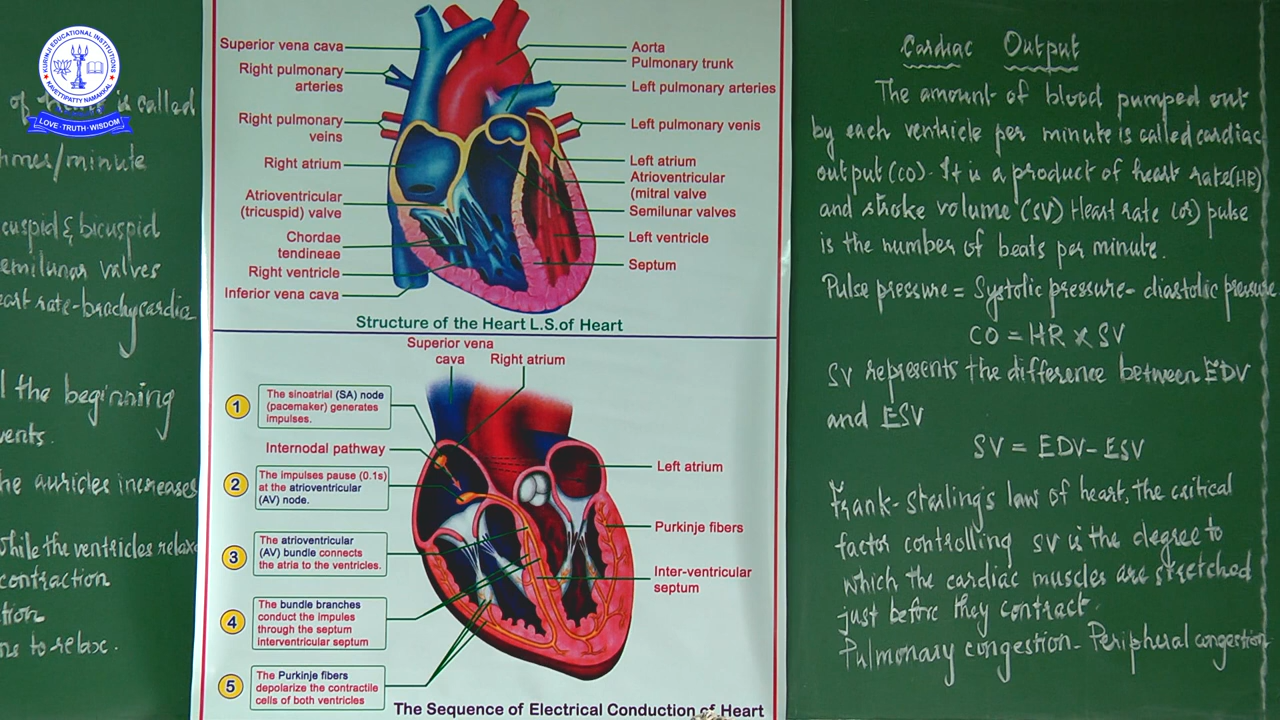 KURINJI EDUCATIONAL INSTITUTIONS
KAVETTIPATTY NAMAKKAL
LOVE · TRUTH · WISDOM
is called
/minute
cuspid & bicuspid
emilunar valves
art rate-brachycardia
the beginning
vents.
he auricles increases
while the ventricles relax
contraction
tion
ns to relax.
Superior vena cava
Right pulmonary
arteries
Right pulmonary
veins
Right atrium
Atrioventricular
(tricuspid) valve
Chordae
tendineae
Right ventricle
Inferior vena cava
Aorta
Pulmonary trunk
Left pulmonary arteries
Left pulmonary venis
Left atrium
Atrioventricular
(mitral valve
Semilunar valves
Left ventricle
Septum
Structure of the Heart L.S.of Heart
Superior vena
cava
Right atrium
1
The sinoatrial (SA) node
(pacemaker) generates
impulses.
Internodal pathway
2
The impulses pause (0.1s)
at the atrioventricular
(AV) node.
3
The atrioventricular
(AV) bundle connects
the atria to the ventricles.
4
The bundle branches
conduct the impules
through the septum
interventricular septum
5
The Purkinje fibers
depolarize the contractile
cells of both ventricles
Left atrium
Purkinje fibers
Inter-ventricular
septum
The Sequence of Electrical Conduction of Heart
Cardiac Output
The amount of blood pumped out
by each ventricle per minute is called cardiac
output (CO). It is a product of heart rate(HR)
and stroke volume (SV) Heart rate (or) pulse
is the number of beats per minute.
Pulse pressure = Systolic pressure - diastolic pressure
CO = HR X SV
SV represents the difference between EDV
and ESV
SV = EDV - ESV
Frank-Starling's law of heart, the critical
factor controlling SV is the degree to
which the cardiac muscles are stretched
just before they contract.
Pulmonary congestion - Peripheral congestion